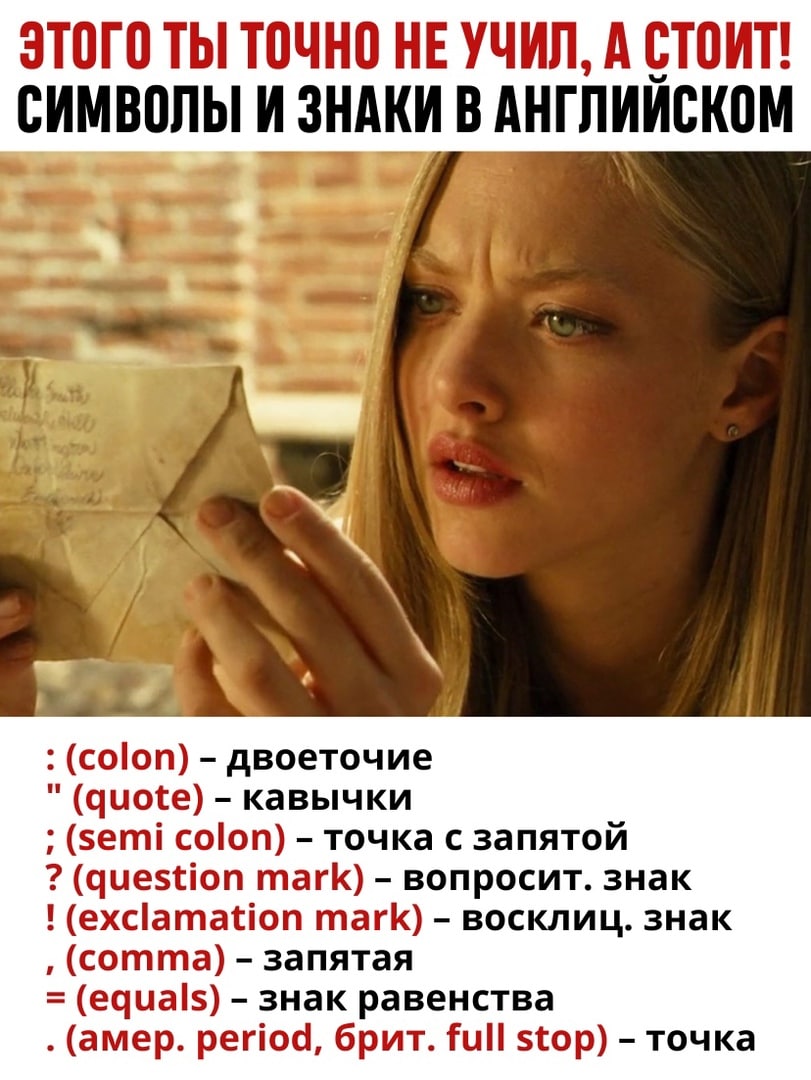 ЭТОГО ТЫ ТОЧНО НЕ УЧИЛ, А СТОИТ!
СИМВОЛЫ И ЗНАКИ В АНГЛИЙСКОМ
: (colon) – двоеточие
" (quote) – кавычки
; (semi colon) – точка с запятой
? (question mark) – вопросит. знак
! (exclamation mark) – восклиц. знак
, (comma) – запятая
= (equals) – знак равенства
. (амер. period, брит. full stop) – точка